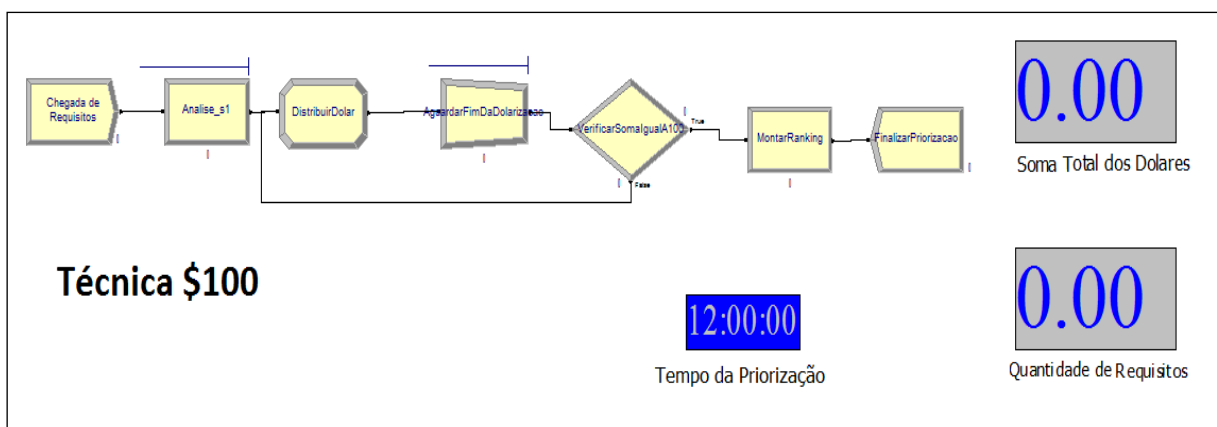 Chegada de
Requisitos
Analise_s1
DistribuirDolar
AguardarFimDaDolarizacao
VerificarSomaIgualA100
True
False
MontarRanking
FinalizarPriorizacao
0.00
Soma Total dos Dolares
Técnica $100
12:00:00
Tempo da Priorização
0.00
Quantidade de Requisitos